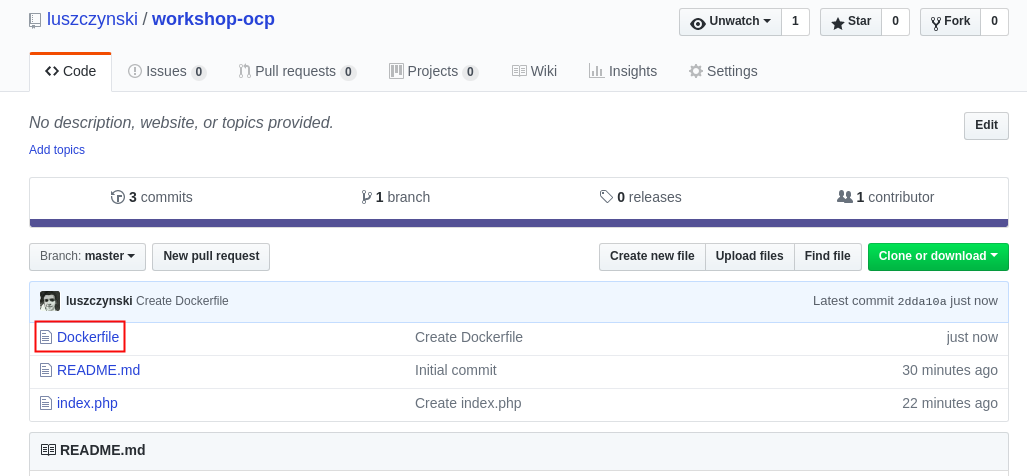 luszczynski / workshop-ocp
Unwatch 1 Star 0 Fork 0
Code Issues 0 Pull requests 0 Projects 0 Wiki Insights Settings
No description, website, or topics provided.
Edit
Add topics
3 commits 1 branch 0 releases 1 contributor
Branch: master New pull request Create new file Upload files Find file Clone or download
luszczynski Create Dockerfile Latest commit 2dda10a just now
Dockerfile Create Dockerfile just now
README.md Initial commit 30 minutes ago
index.php Create index.php 22 minutes ago
README.md